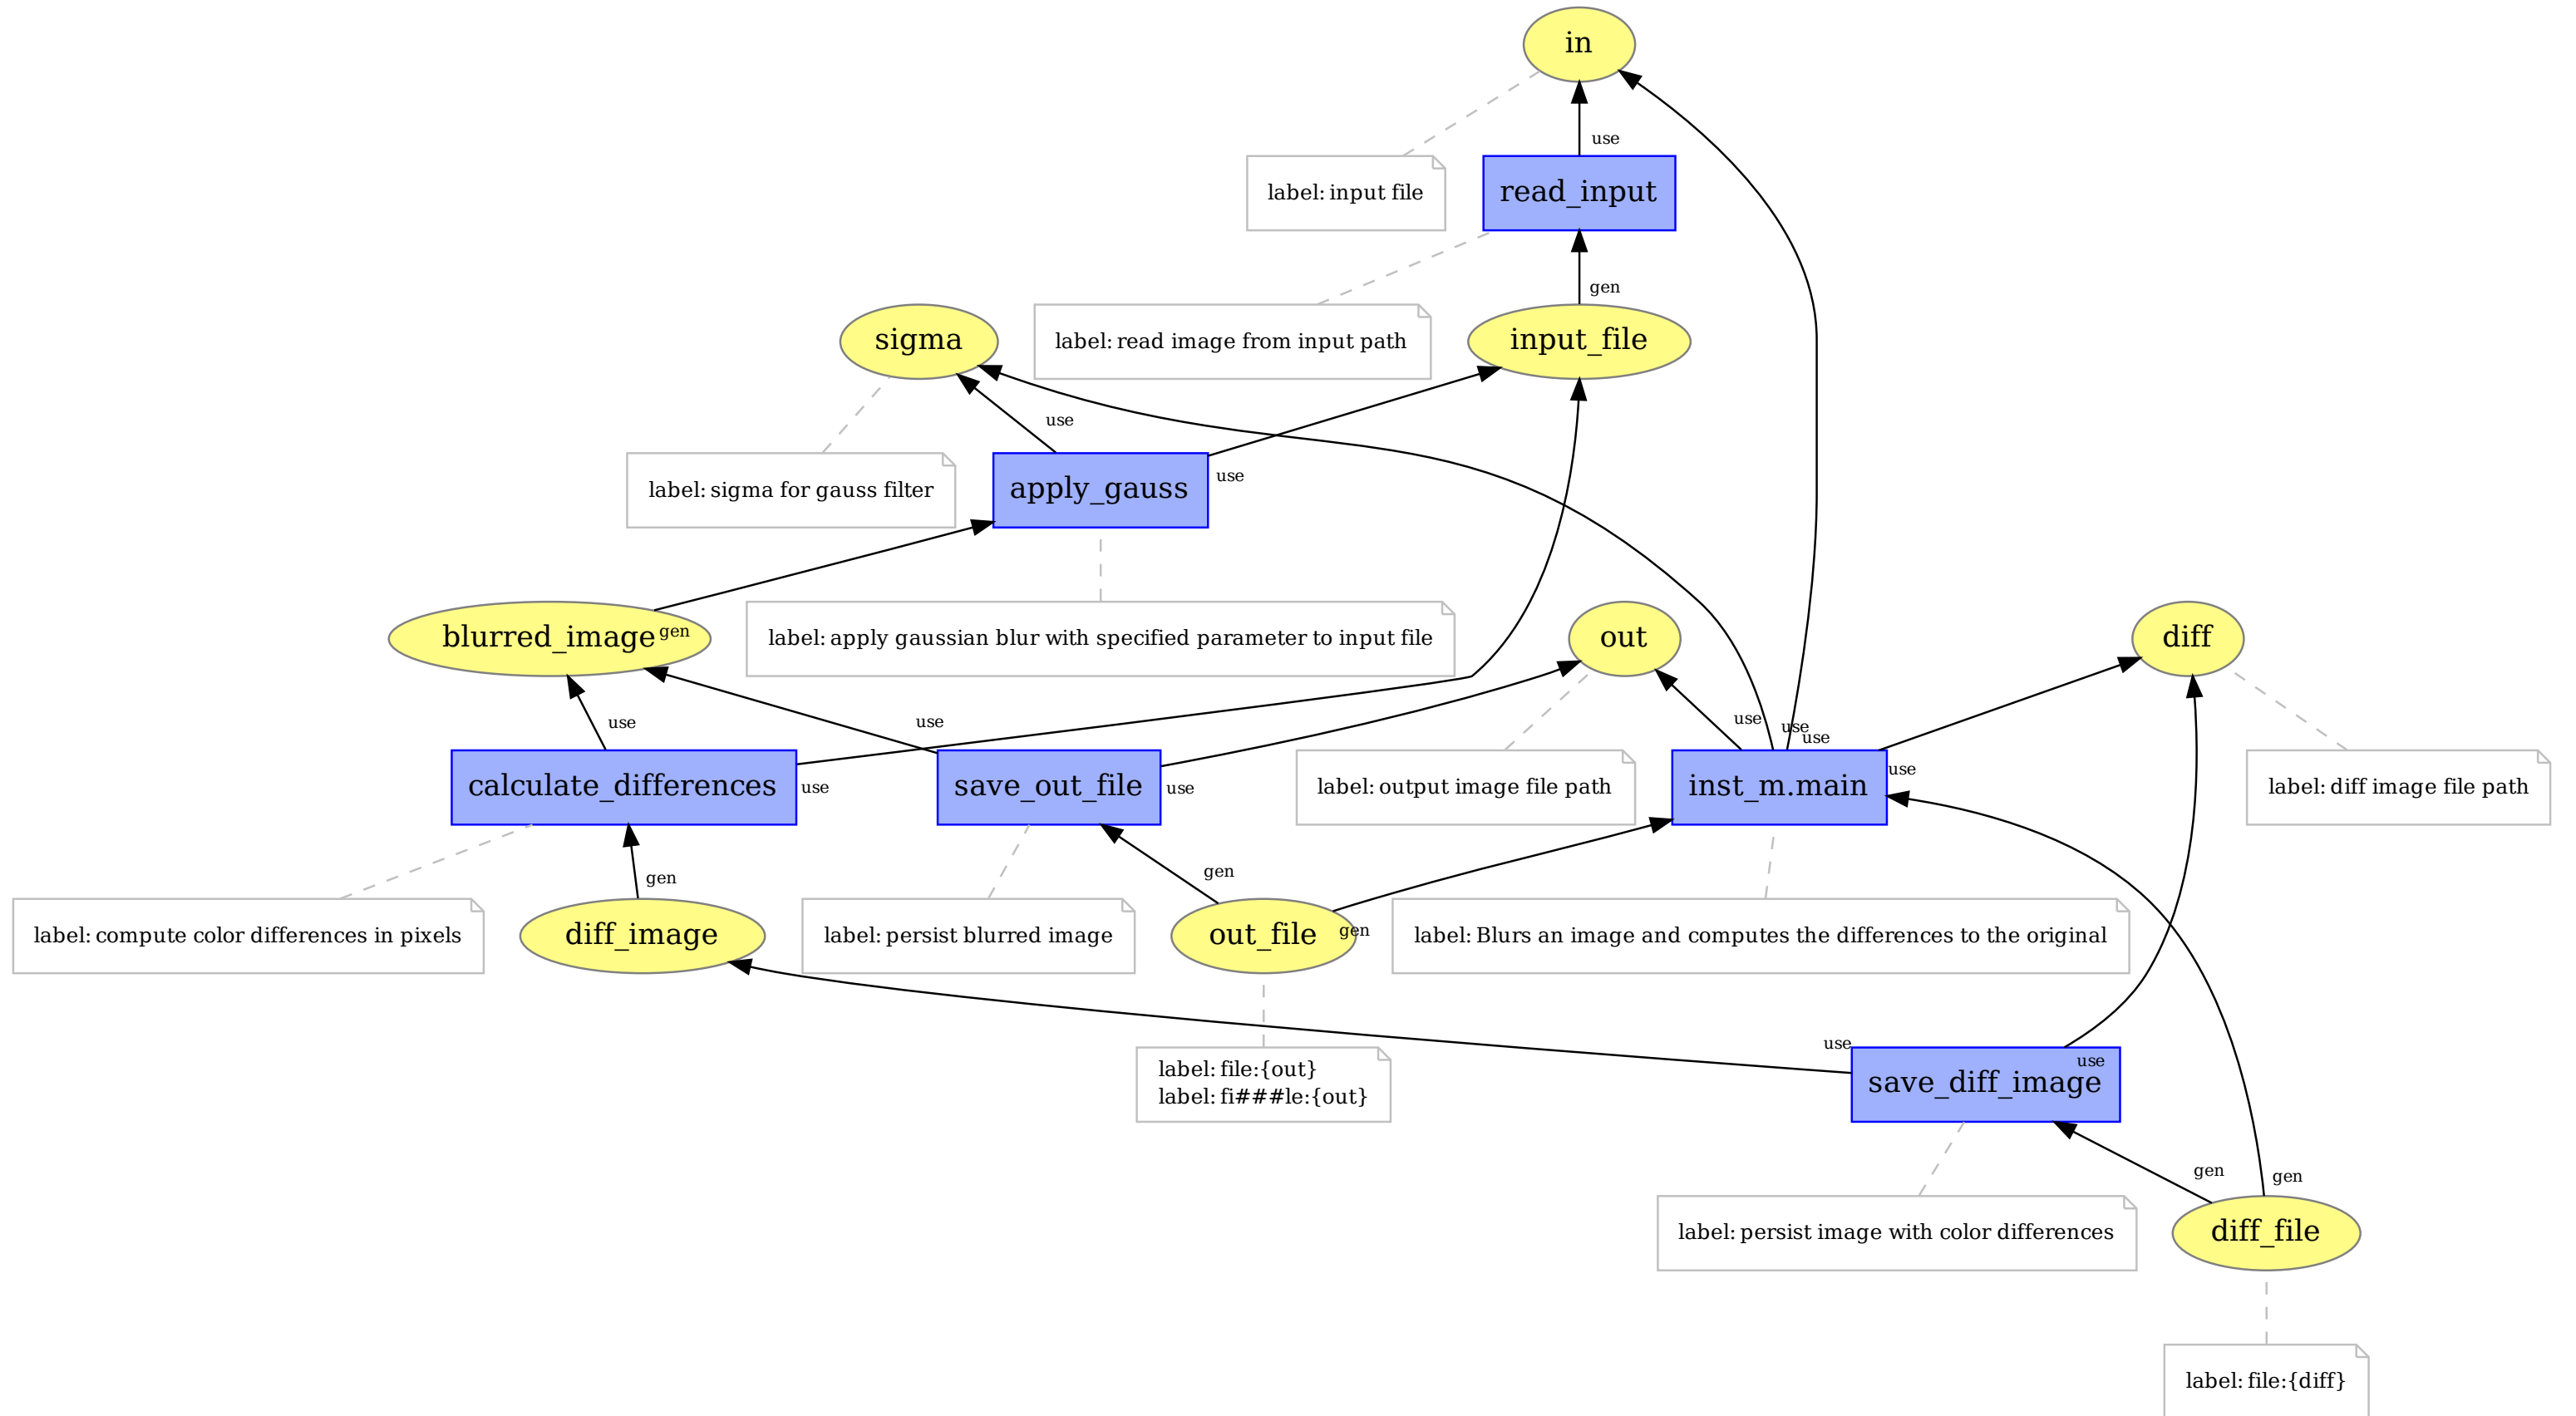 in
use
label: input file
read_input
gen
sigma
label: read image from input path
input_file
use
label: sigma for gauss filter
apply_gauss
use
blurred_image
gen
label: apply gaussian blur with specified parameter to input file
out
diff
use
use
use
use
use
calculate_differences
use
save_out_file
use
label: output image file path
inst_m.main
use
label: diff image file path
gen
gen
label: compute color differences in pixels
diff_image
label: persist blurred image
out_file
gen
label: Blurs an image and computes the differences to the original
label: file:{out}
label: fi###le:{out}
use
save_diff_image
use
gen
gen
label: persist image with color differences
diff_file
label: file:{diff}